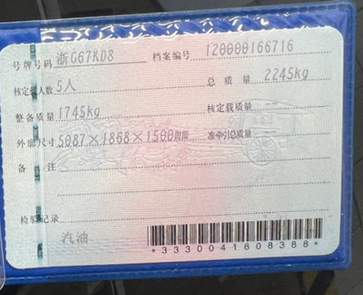 号牌号码 浙G67KD8 档案编号 120000166716
核定载人数 5人 总质量 2245kg
整备质量 1745kg 核定载质量
外廓尺寸 5087×1868×1500mm 准牵引总质量
备注
检验记录
汽油
*3330041608388*